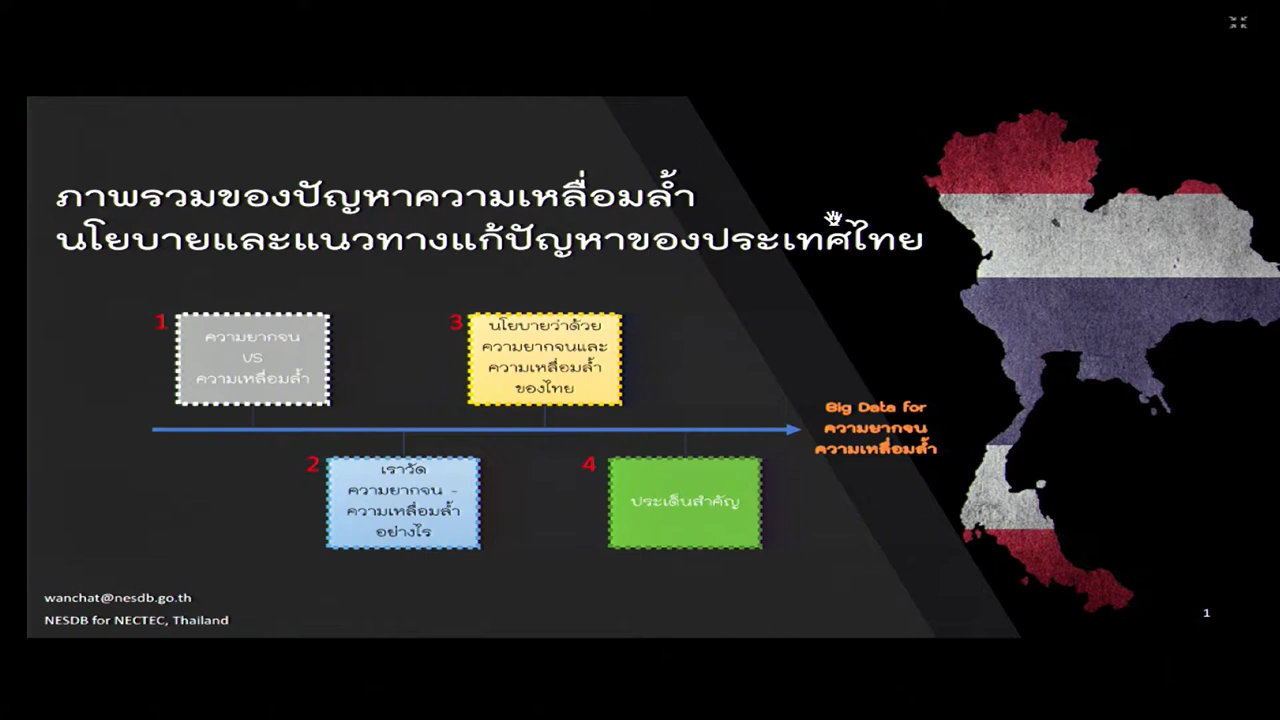 ภาพรวมของปัญหาความเหลื่อมล้ำ
นโยบายและแนวทางแก้ปัญหาของประเทศไทย
1
ความยากจน
VS
ความเหลื่อมล้ำ
2
เราวัด
ความยากจน -
ความเหลื่อมล้ำ
อย่างไร
3
นโยบายว่าด้วย
ความยากจนและ
ความเหลื่อมล้ำ
ของไทย
4
ประเด็นสำคัญ
Big Data for
ความยากจน
ความเหลื่อมล้ำ
wanchat@nesdb.go.th
NESDB for NECTEC, Thailand
1